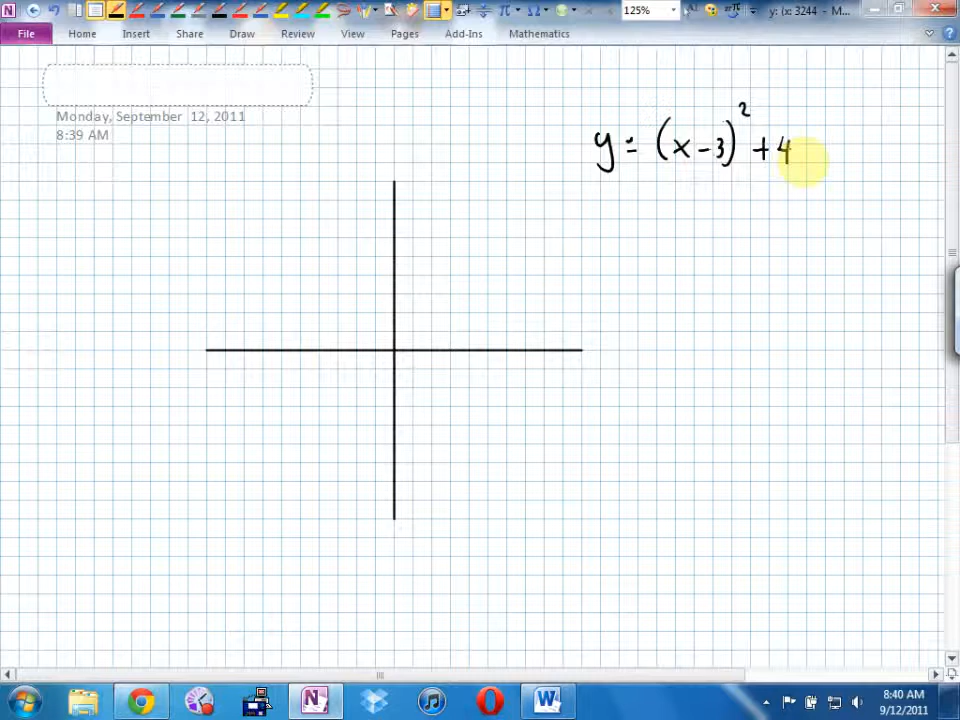 125%
y: (x: 3244 - M...
File Home Insert Share Draw Review View Pages Add-Ins Mathematics
Monday, September 12, 2011
8:39 AM
y = (x-3)² + 4
8:40 AM
9/12/2011